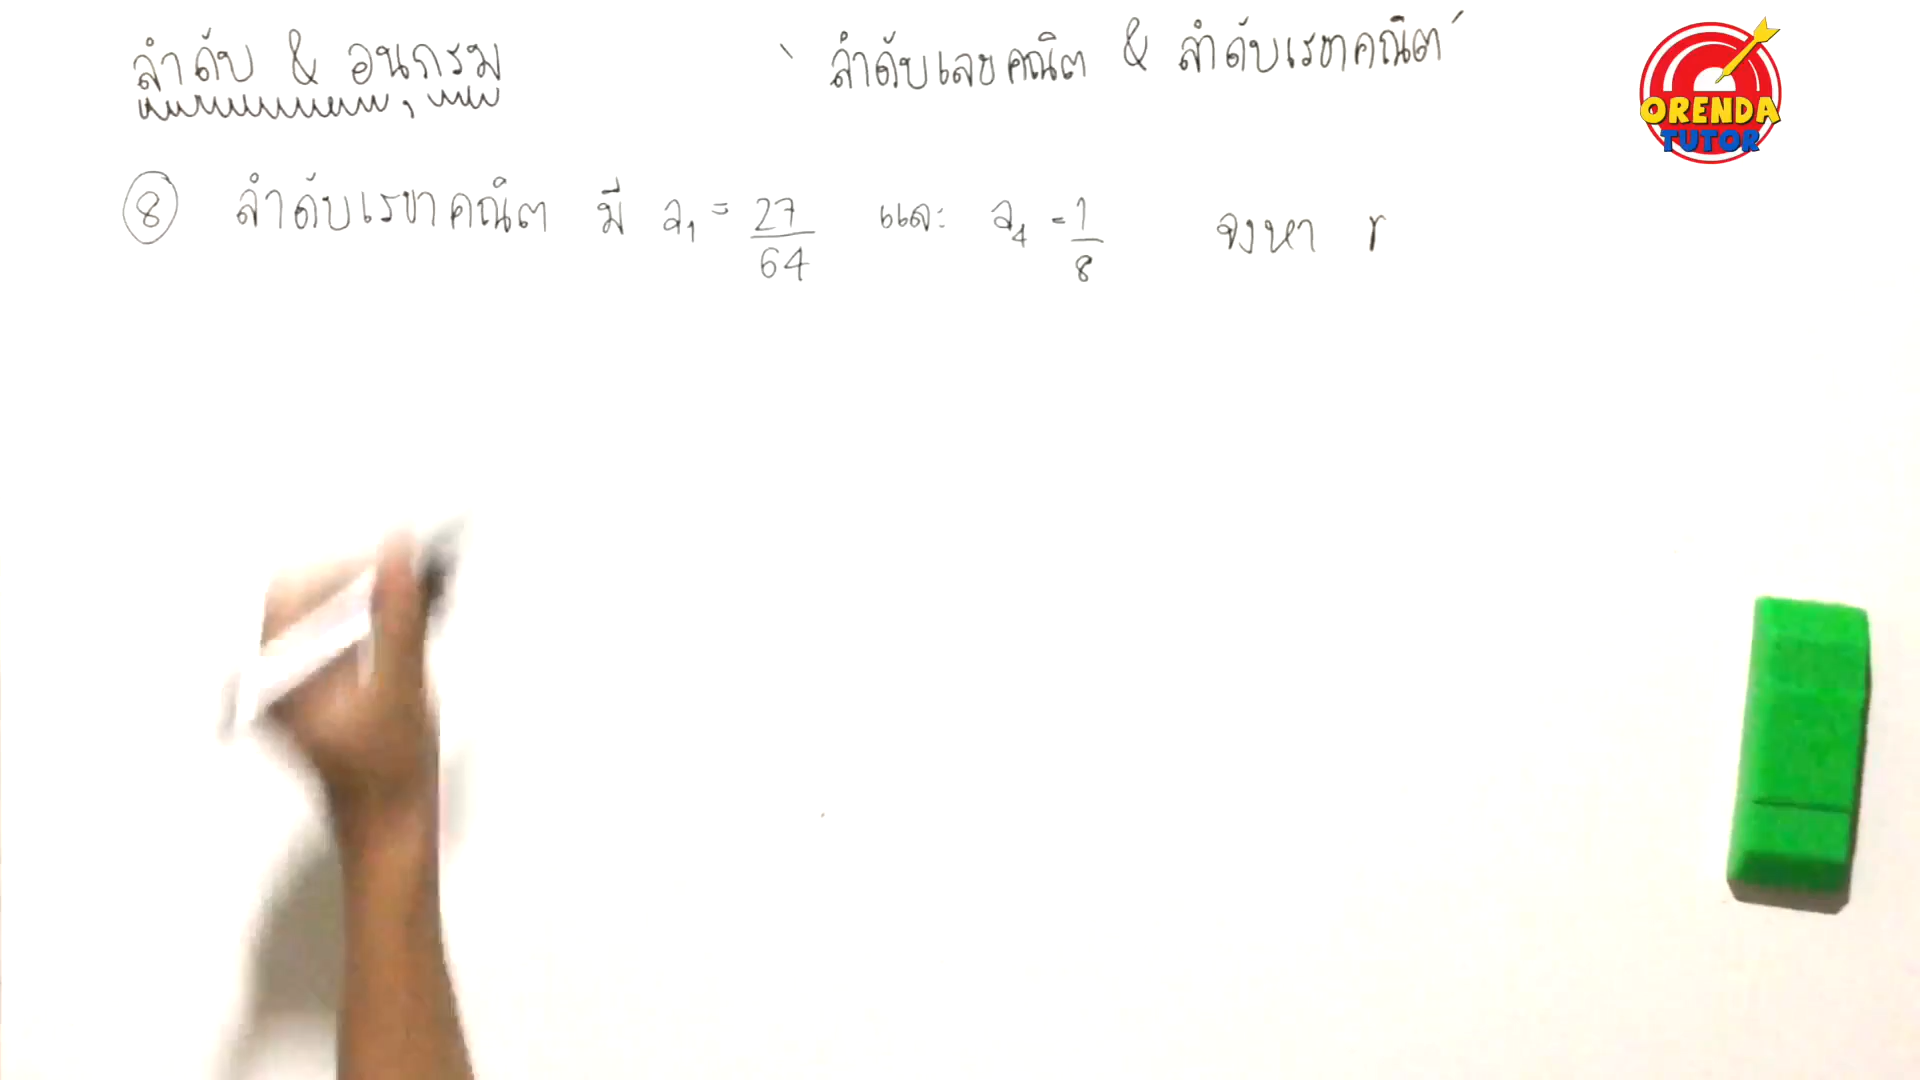 ลำดับ & อนุกรม
ลำดับเลขคณิต & ลำดับเรขาคณิต
ORENDA
TUTOR
8 ลำดับเรขาคณิต มี a₁ = 27/64 และ a₄ = 1/8 จงหา r